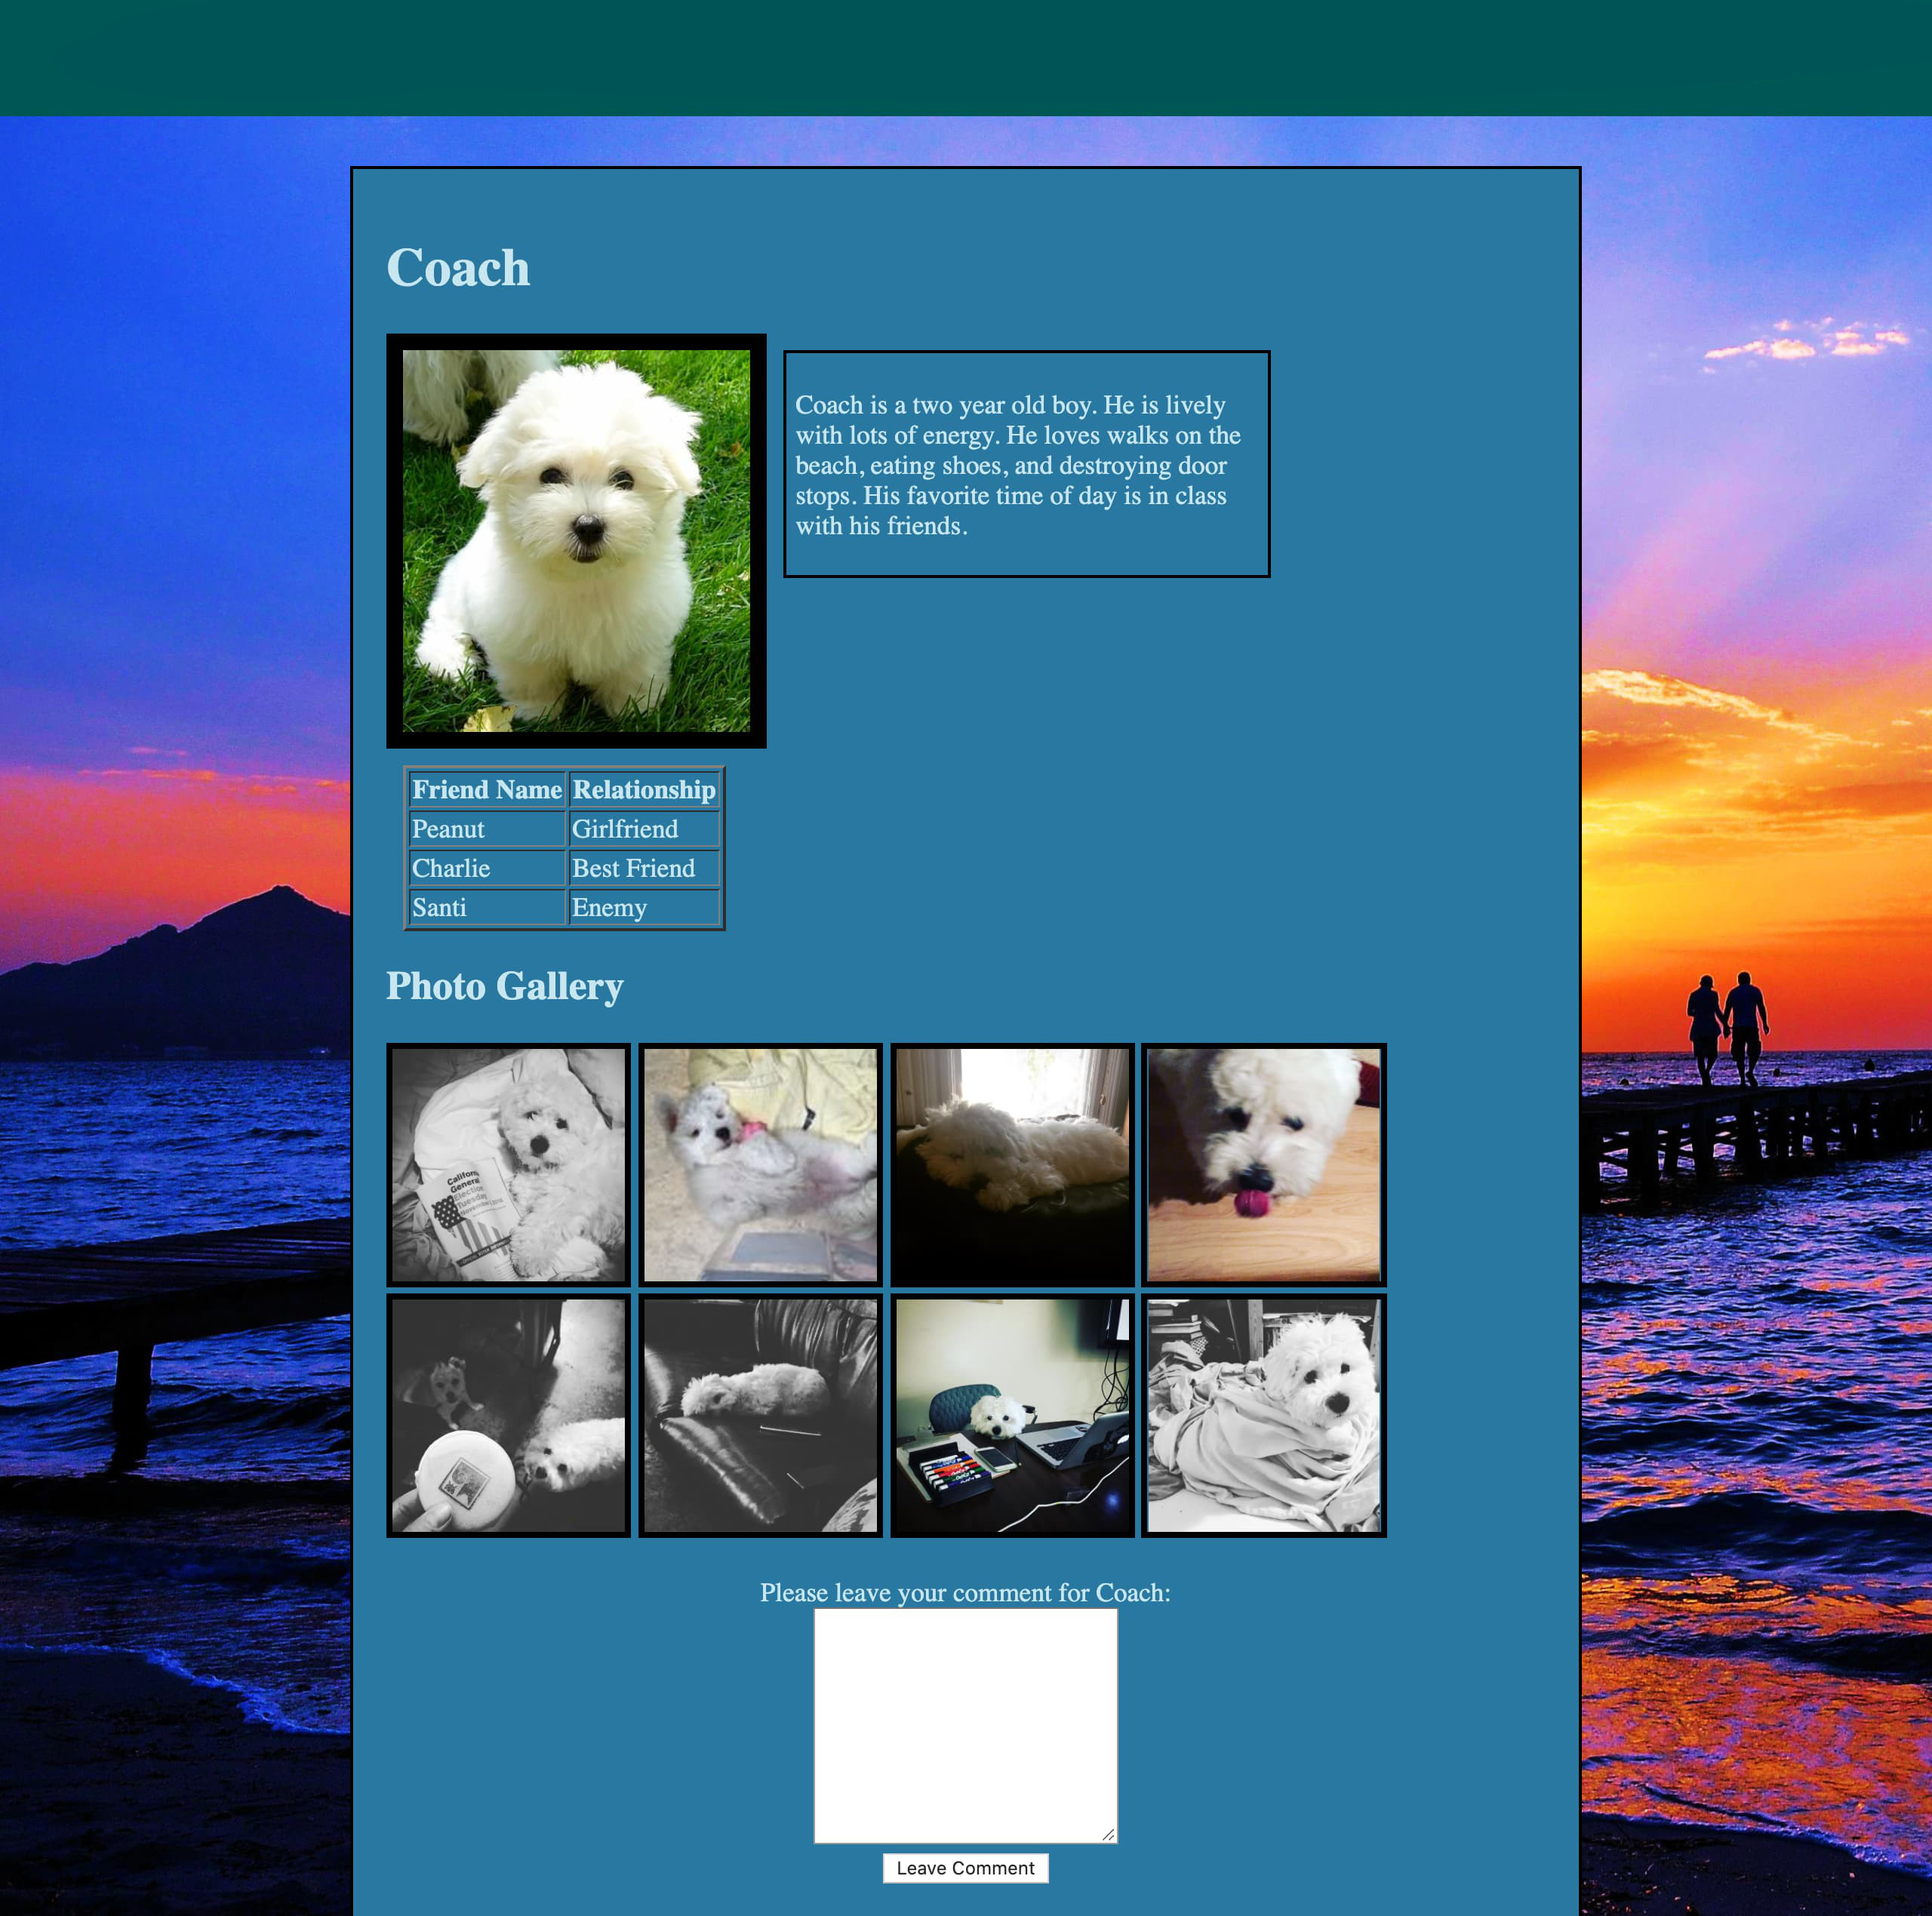 Coach
Coach is a two year old boy. He is lively
with lots of energy. He loves walks on the
beach, eating shoes, and destroying door
stops. His favorite time of day is in class
with his friends.
Friend Name Relationship
Peanut Girlfriend
Charlie Best Friend
Santi Enemy
Photo Gallery
General
Election
Tuesday
Please leave your comment for Coach:
Leave Comment